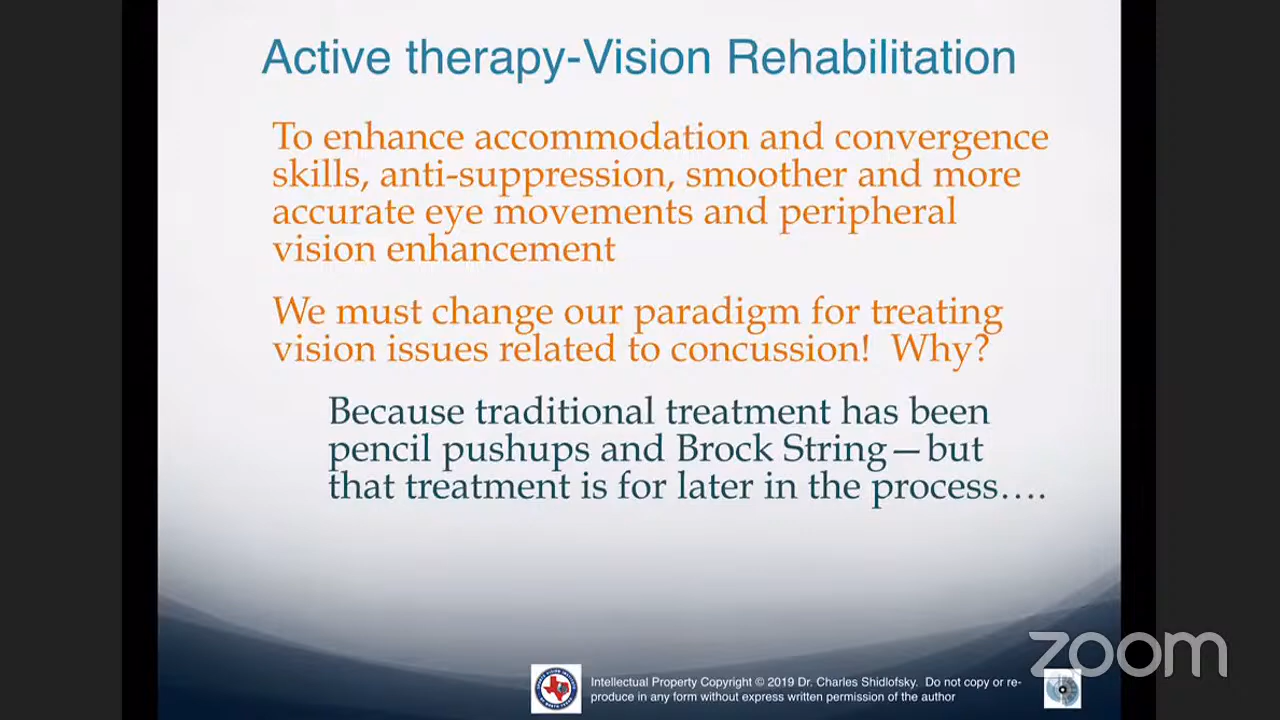 Active therapy-Vision Rehabilitation
To enhance accommodation and convergence
skills, anti-suppression, smoother and more
accurate eye movements and peripheral
vision enhancement
We must change our paradigm for treating
vision issues related to concussion!  Why?
Because traditional treatment has been
pencil pushups and Brock String—but
that treatment is for later in the process….
zoom
Intellectual Property Copyright © 2019 Dr. Charles Shidlofsky.  Do not copy or re-
produce in any form without express written permission of the author